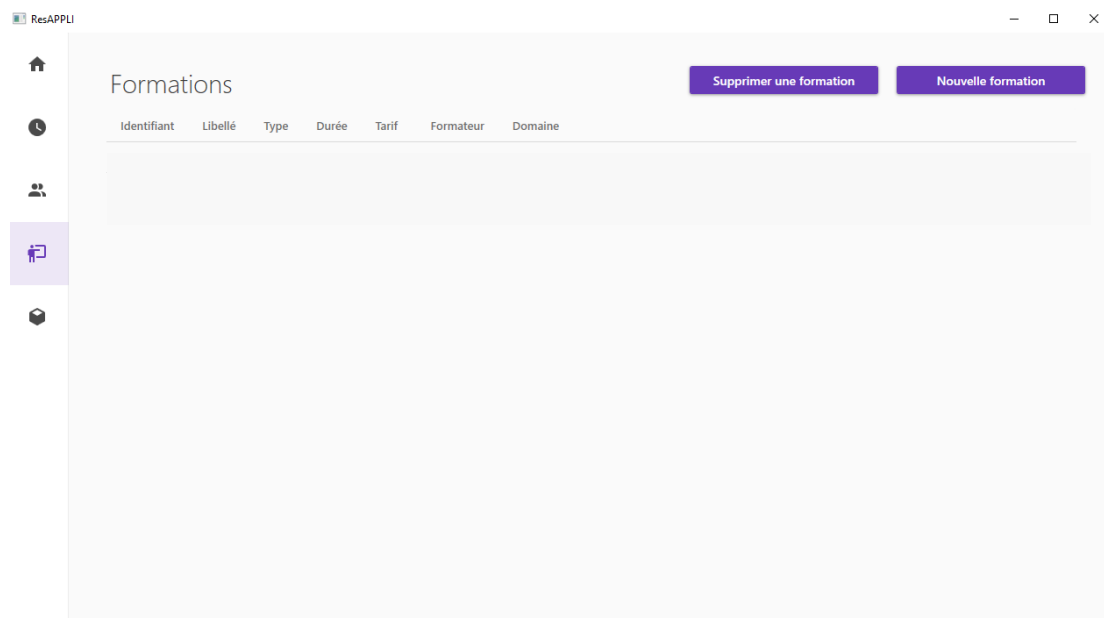 ResAPPLI
Formations
Supprimer une formation
Nouvelle formation
Identifiant Libellé Type Durée Tarif Formateur Domaine